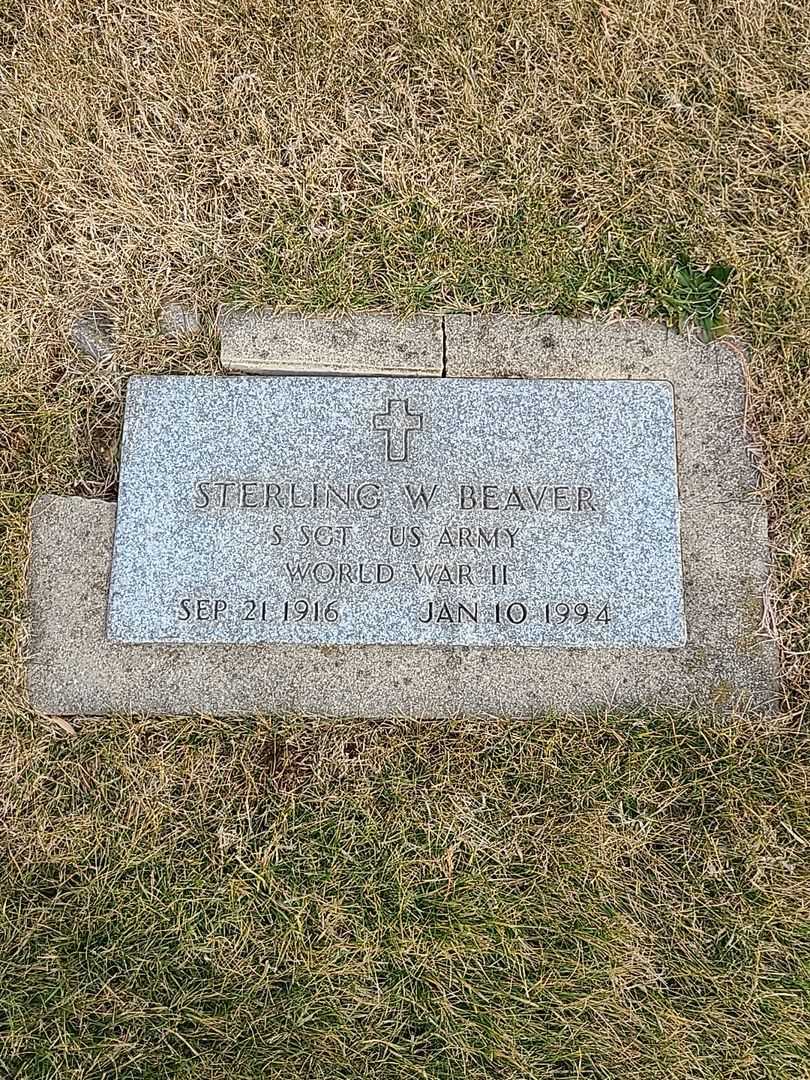 STERLING W BEAVER
S SGT US ARMY
WORLD WAR II
SEP 21 1916 JAN 10 1994